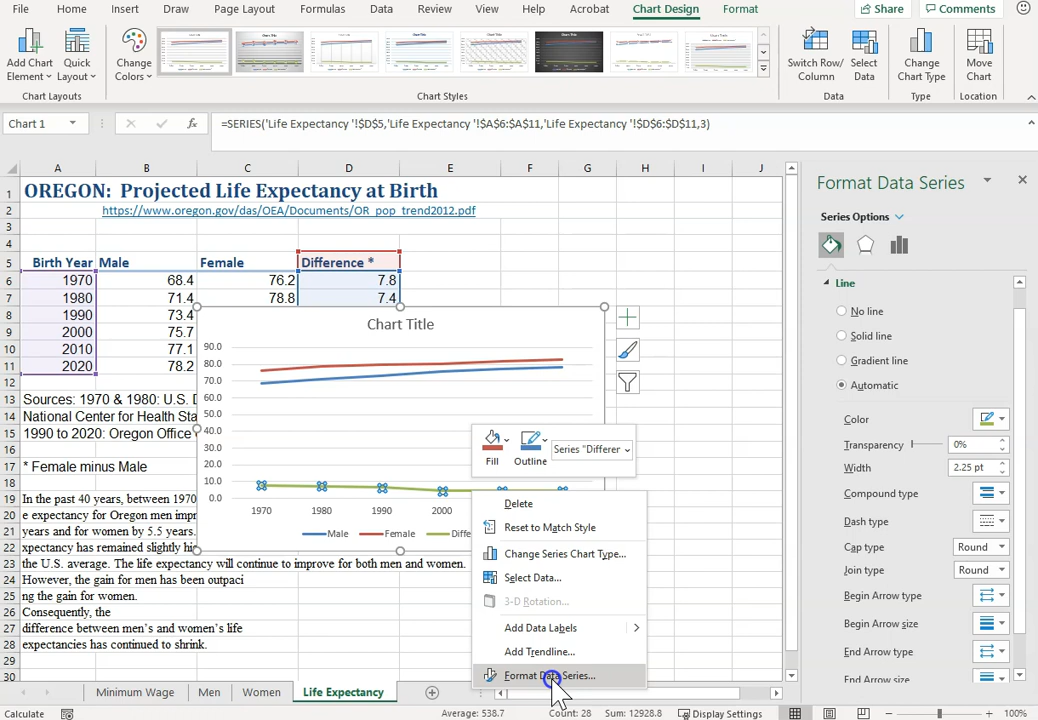 File Home Insert Draw Page Layout Formulas Data Review View Help Acrobat Chart Design Format Share Comments
Add Chart Element
Quick Layout
Change Colors
Switch Row/ Column
Select Data
Change Chart Type
Move Chart
Chart Layouts Chart Styles Data Type Location
Chart 1 fx =SERIES('Life Expectancy '!$D$5,'Life Expectancy '!$A$6:$A$11,'Life Expectancy '!$D$6:$D$11,3)
A B C D E F G H I J
1 OREGON: Projected Life Expectancy at Birth
2 https://www.oregon.gov/das/OEA/Documents/OR_pop_trend2012.pdf
3
4
5 Birth Year Male Female Difference *
6 1970 68.4 76.2 7.8
7 1980 71.4 78.8 7.4
8 1990 73.4
9 2000 75.7
10 2010 77.1
11 2020 78.2
12
13 Sources: 1970 & 1980: U.S. D
14 National Center for Health Sta
15 1990 to 2020: Oregon Office
16
17 * Female minus Male
18
19 In the past 40 years, between 1970
20 e expectancy for Oregon men impr
21 years and for women by 5.5 years.
22 xpectancy has remained slightly hi
23 the U.S. average. The life expectancy will continue to improve for both men and women.
24 However, the gain for men has been outpaci
25 ng the gain for women.
26 Consequently, the
27 difference between men's and women's life
28 expectancies has continued to shrink.
29
30
Chart Title
90.0
80.0
70.0
60.0
50.0
40.0
30.0
20.0
10.0
0.0
1970 1980 1990 2000
Male Female Diffe
Fill Outline Series "Differer
Delete
Reset to Match Style
Change Series Chart Type...
Select Data...
3-D Rotation...
Add Data Labels
Add Trendline...
Format Data Series...
Format Data Series
Series Options
Line
No line
Solid line
Gradient line
Automatic
Color
Transparency 0%
Width 2.25 pt
Compound type
Dash type
Cap type Round
Join type Round
Begin Arrow type
Begin Arrow size
End Arrow type
End Arrow size
Minimum Wage Men Women Life Expectancy
Calculate Average: 538.7 Count: 28 Sum: 12928.8 Display Settings 100%